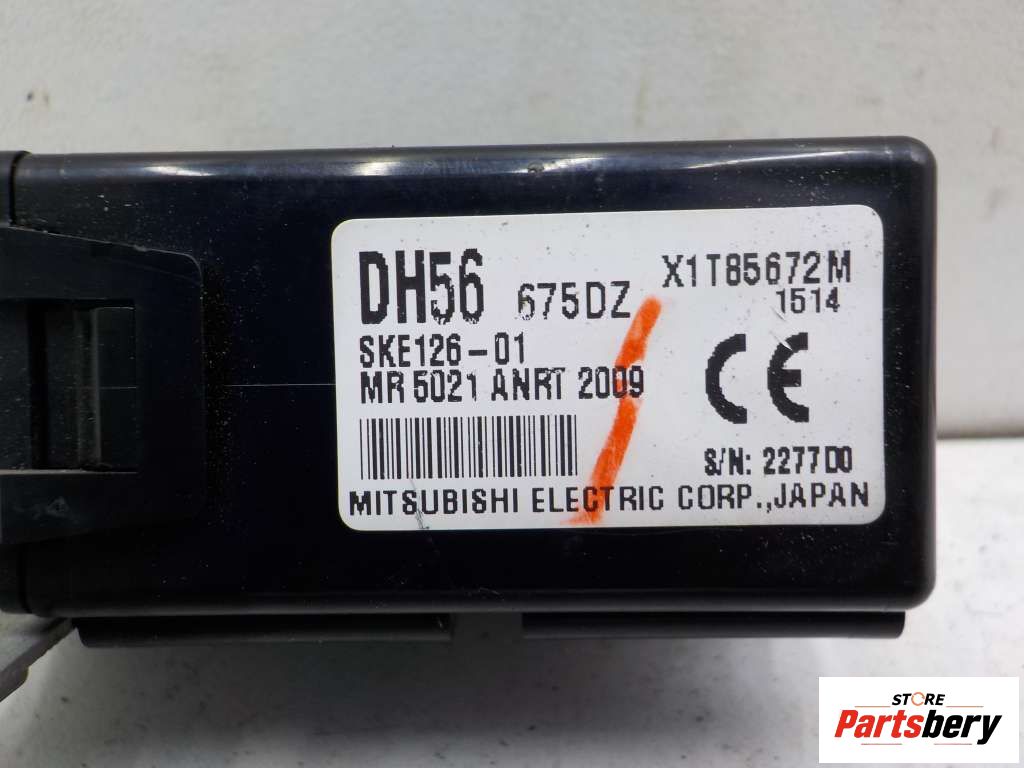 DH56 675DZ X1T85672M
1514
SKE126-01
MR 5021 ANRT 2009
CE
S/N: 2277D0
MITSUBISHI ELECTRIC CORP.,JAPAN
STORE
Partsbery